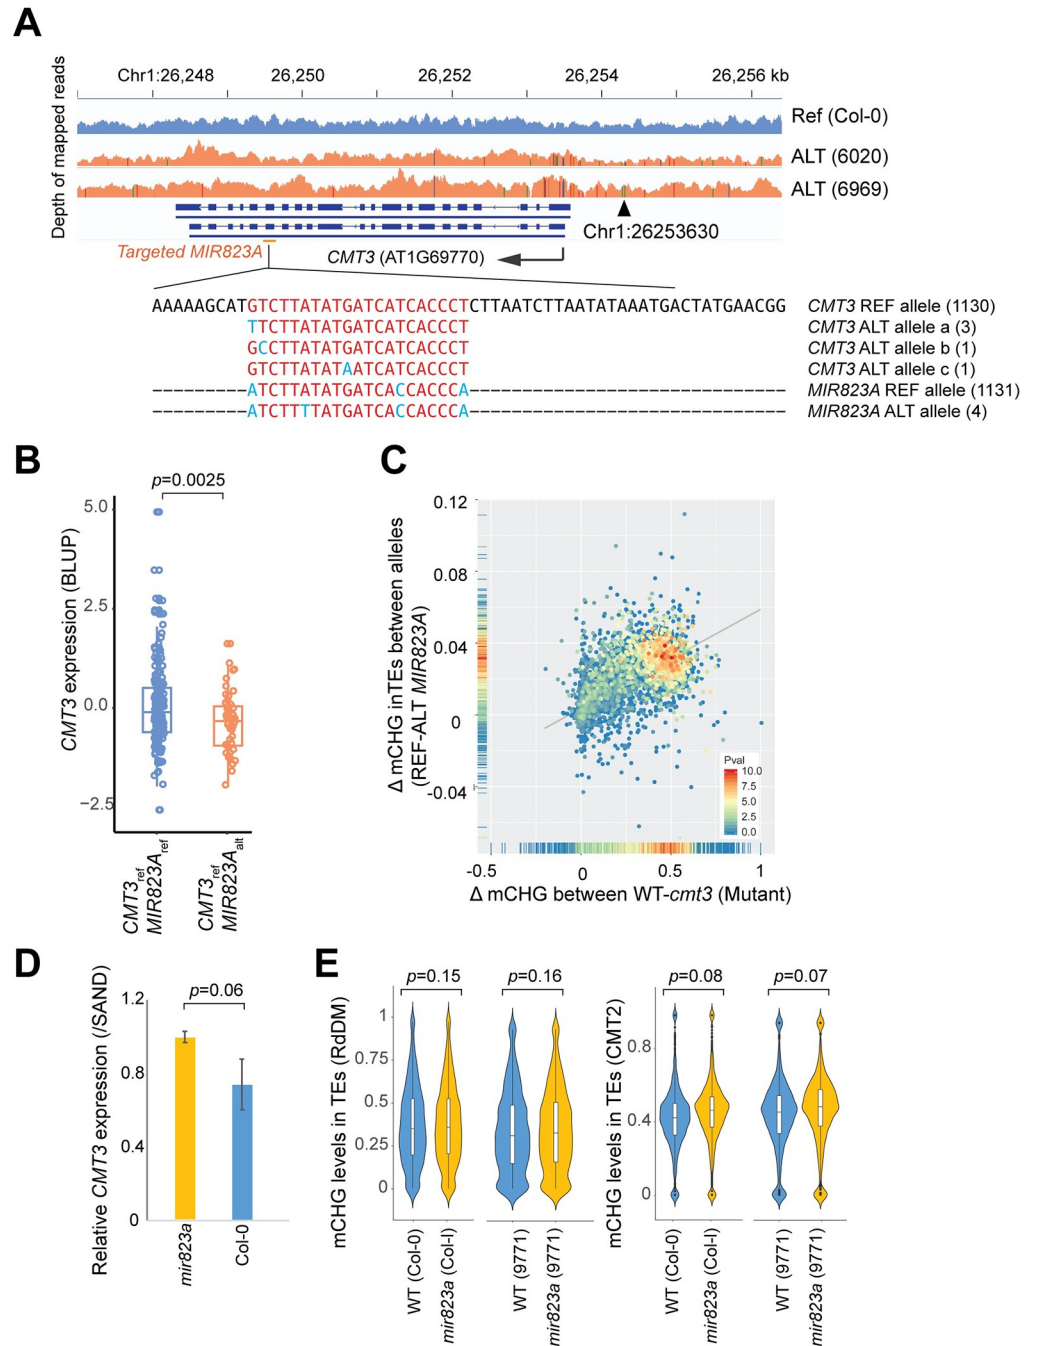 A
Depth of mapped reads
Chr1:26,248 26,250 26,252 26,254 26,256 kb
Ref (Col-0)
ALT (6020)
ALT (6969)
Chr1:26253630
Targeted MIR823A
CMT3 (AT1G69770)
AAAAAGCATGTCTTATATGATCATCACCCTCTTAATCTTAATATAAATGACTATGAACGG CMT3 REF allele (1130)
TTCTTATATGATCATCACCCT CMT3 ALT allele a (3)
GCCTTATATGATCATCACCCT CMT3 ALT allele b (1)
GTCTTATATAATCATCACCCT CMT3 ALT allele c (1)
ATCTTATATGATCACCACCCA MIR823A REF allele (1131)
ATCTTTTATGATCACCACCCA MIR823A ALT allele (4)
B
p=0.0025
CMT3 expression (BLUP)
5.0
2.5
0.0
−2.5
CMT3ref
MIR823Aref
CMT3ref
MIR823Aalt
C
Δ mCHG inTEs between alleles
(REF-ALT MIR823A)
0.12
0.08
0.04
0
-0.04
Pval
10.0
7.5
5.0
2.5
0.0
-0.5 0 0.5 1
Δ mCHG between WT-cmt3 (Mutant)
D
Relative CMT3 expression (/SAND)
p=0.06
1.2
0.8
0.4
0
mir823a
Col-0
E
mCHG levels in TEs (RdDM)
p=0.15
p=0.16
1
0.75
0.5
0.25
0
WT (Col-0)
mir823a (Col-I)
WT (9771)
mir823a (9771)
mCHG levels in TEs (CMT2)
p=0.08
p=0.07
0.8
0.4
0
WT (Col-0)
mir823a (Col-I)
WT (9771)
mir823a (9771)